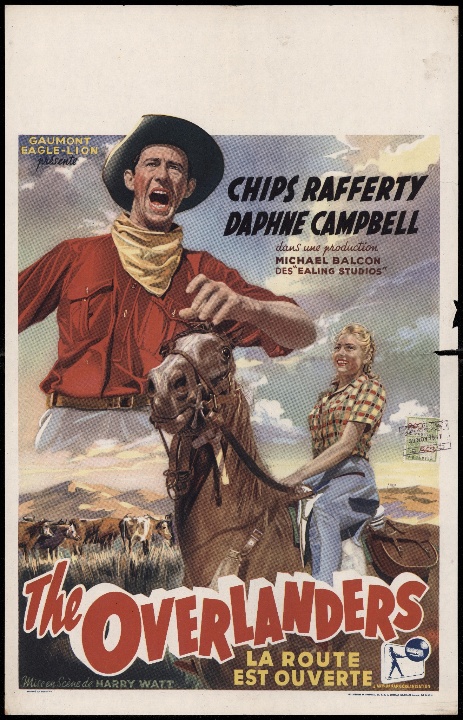 GAUMONT
EAGLE-LION
présente
CHIPS RAFFERTY
DAPHNE CAMPBELL
dans une production
MICHAEL BALCON
DES "EALING STUDIOS"
The OVERLANDERS
LA ROUTE
EST OUVERTE
Mise en Scène de HARRY WATT